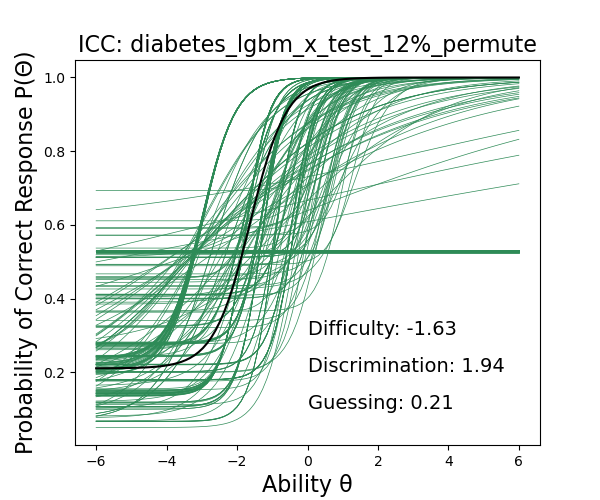 ICC: diabetes_lgbm_x_test_12%_permute
Probability of Correct Response P(Θ)
1.0
0.8
0.6
0.4
0.2
Difficulty: -1.63
Discrimination: 1.94
Guessing: 0.21
−6 −4 −2 0 2 4 6
Ability θ